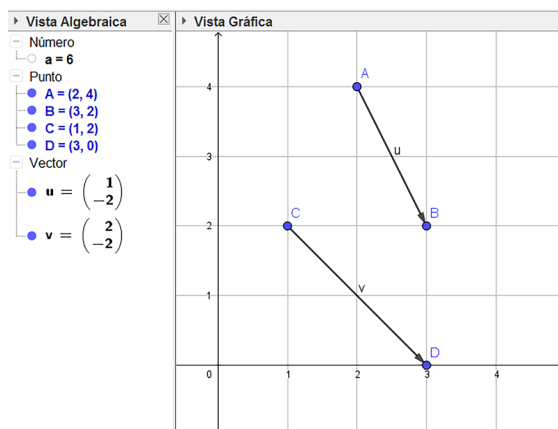 Vista Algebraica
Número
a = 6
Punto
A = (2, 4)
B = (3, 2)
C = (1, 2)
D = (3, 0)
Vector
u = ( 1
−2 )
v = ( 2
−2 )
Vista Gráfica
4
3
2
1
0
1
2
3
4
A
u
B
C
v
D